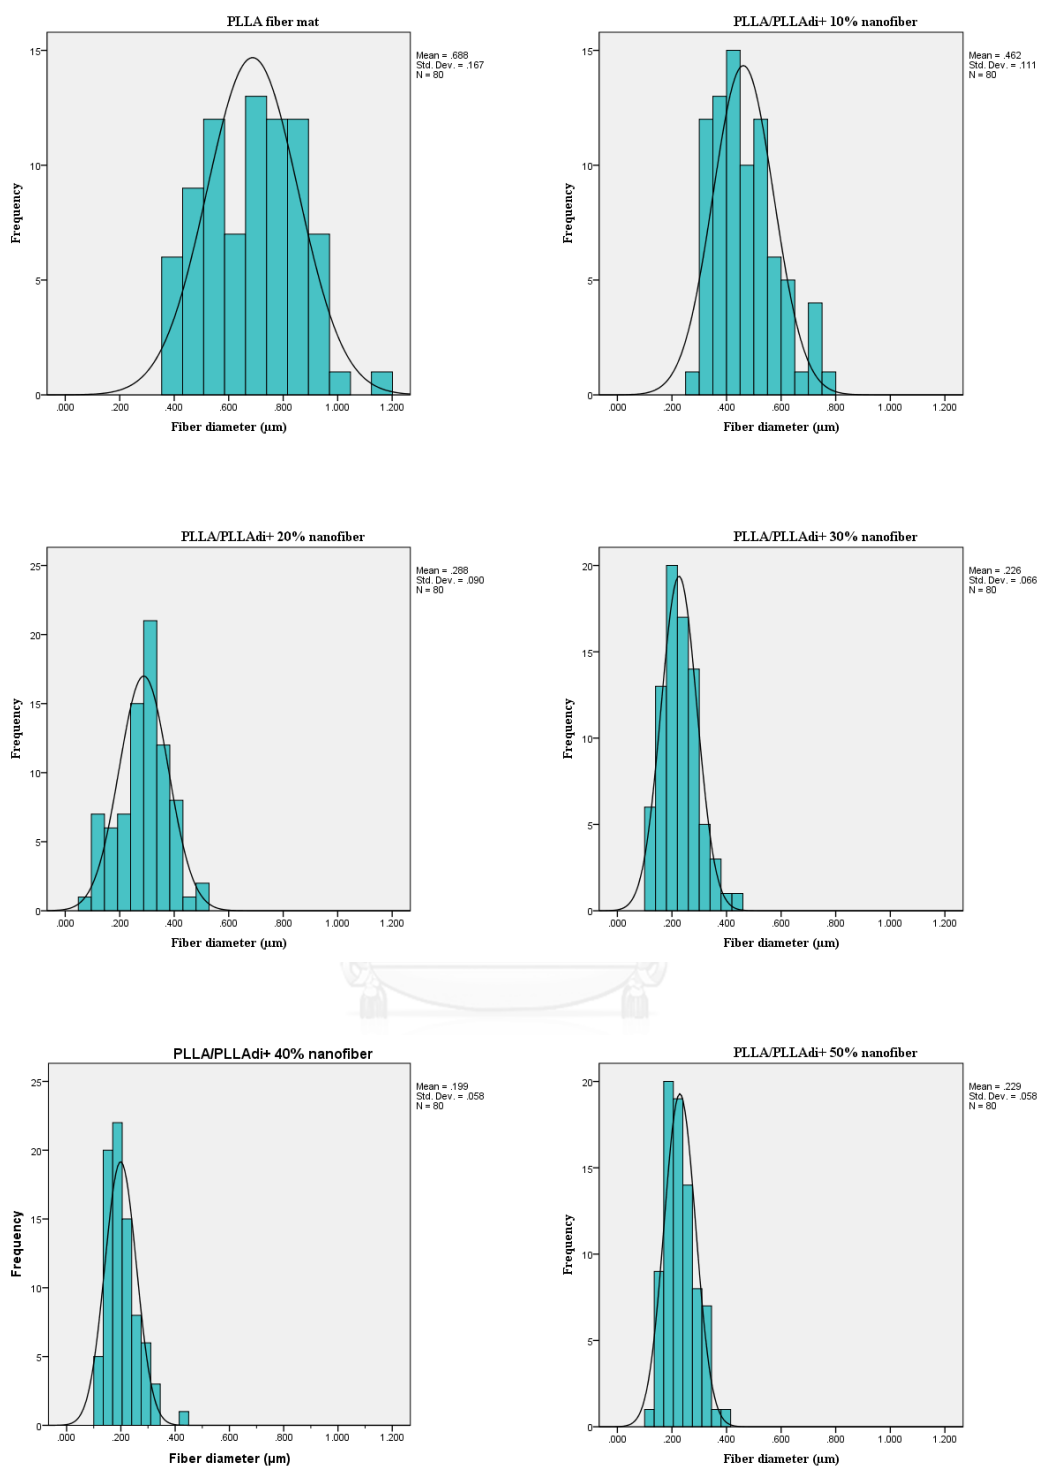 PLLA fiber mat
Mean = .688
Std. Dev. = .167
N = 80
Frequency
15
10
5
0
.000 .200 .400 .600 .800 1.000 1.200
Fiber diameter (µm)
PLLA/PLLAdi+ 10% nanofiber
Mean = .462
Std. Dev. = .111
N = 80
Frequency
15
10
5
0
.000 .200 .400 .600 .800 1.000 1.200
Fiber diameter (µm)
PLLA/PLLAdi+ 20% nanofiber
Mean = .288
Std. Dev. = .090
N = 80
Frequency
25
20
15
10
5
0
.000 .200 .400 .600 .800 1.000 1.200
Fiber diameter (µm)
PLLA/PLLAdi+ 30% nanofiber
Mean = .226
Std. Dev. = .066
N = 80
Frequency
20
15
10
5
0
.000 .200 .400 .600 .800 1.000 1.200
Fiber diameter (µm)
PLLA/PLLAdi+ 40% nanofiber
Mean = .199
Std. Dev. = .058
N = 80
Frequency
25
20
15
10
5
0
.000 .200 .400 .600 .800 1.000 1.200
Fiber diameter (µm)
PLLA/PLLAdi+ 50% nanofiber
Mean = .229
Std. Dev. = .058
N = 80
Frequency
20
15
10
5
0
.000 .200 .400 .600 .800 1.000 1.200
Fiber diameter (µm)